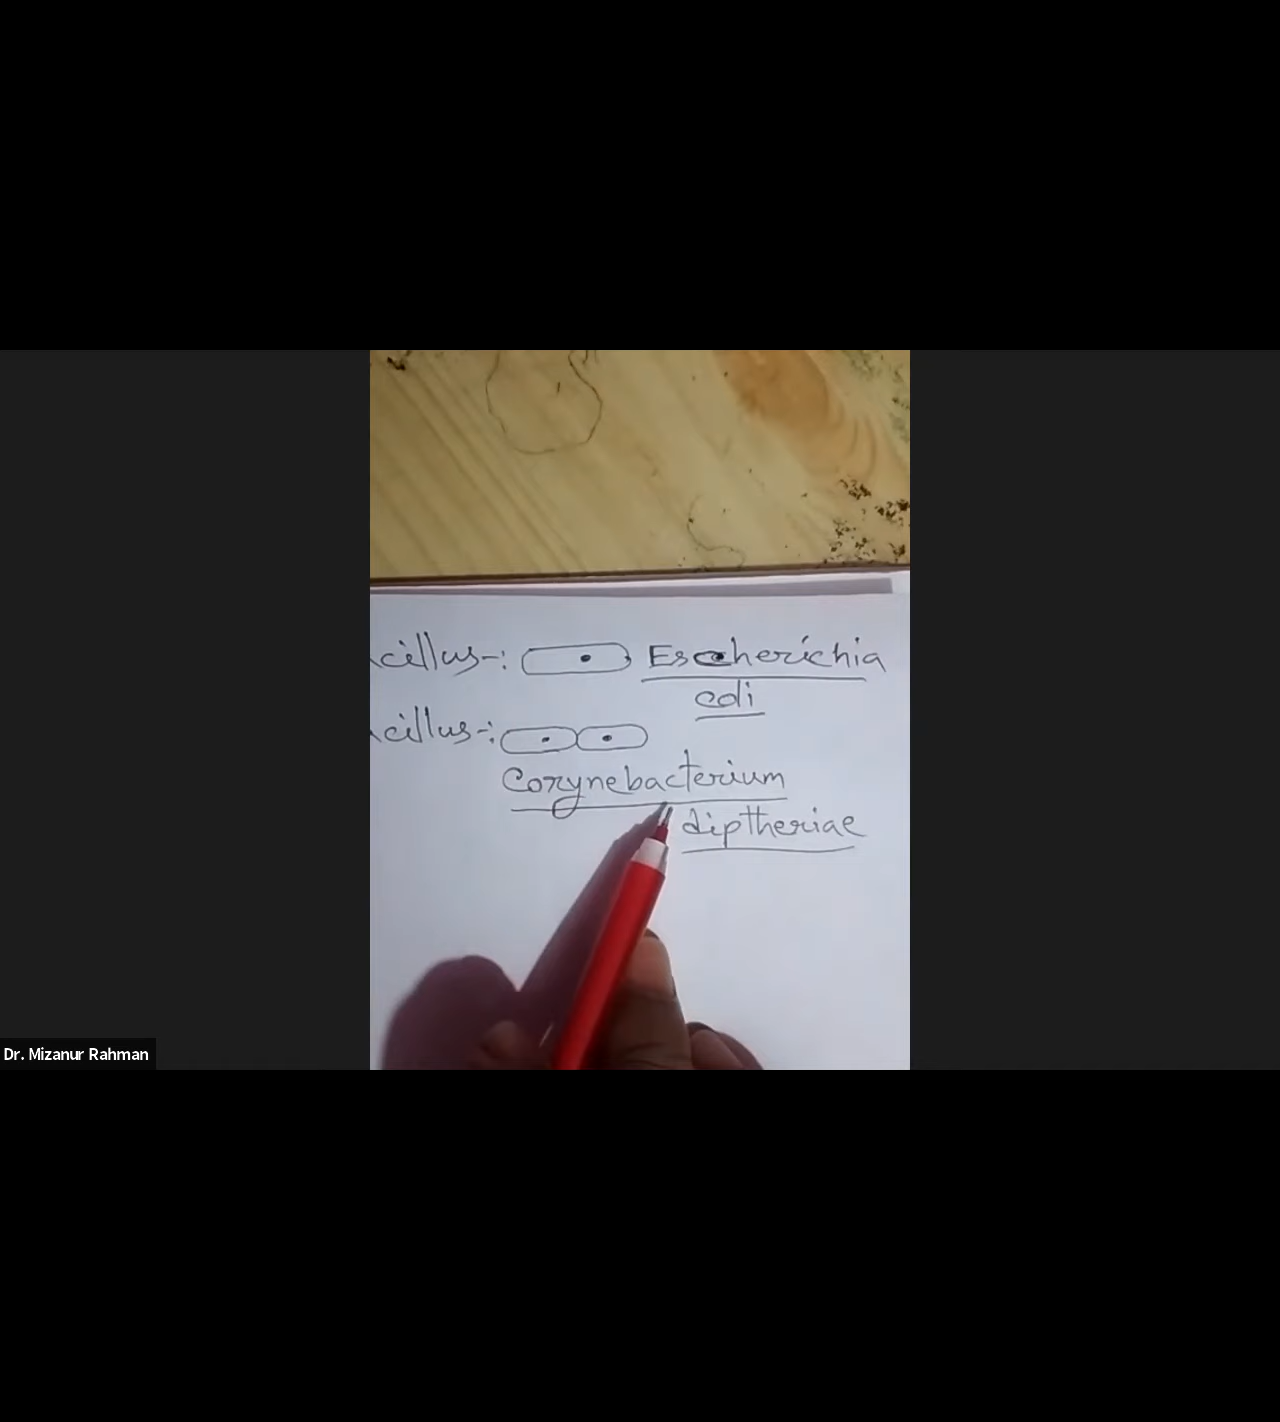 cillus-: Escherichia
coli
cillus-:
Corynebacterium
diptheriae
Dr. Mizanur Rahman